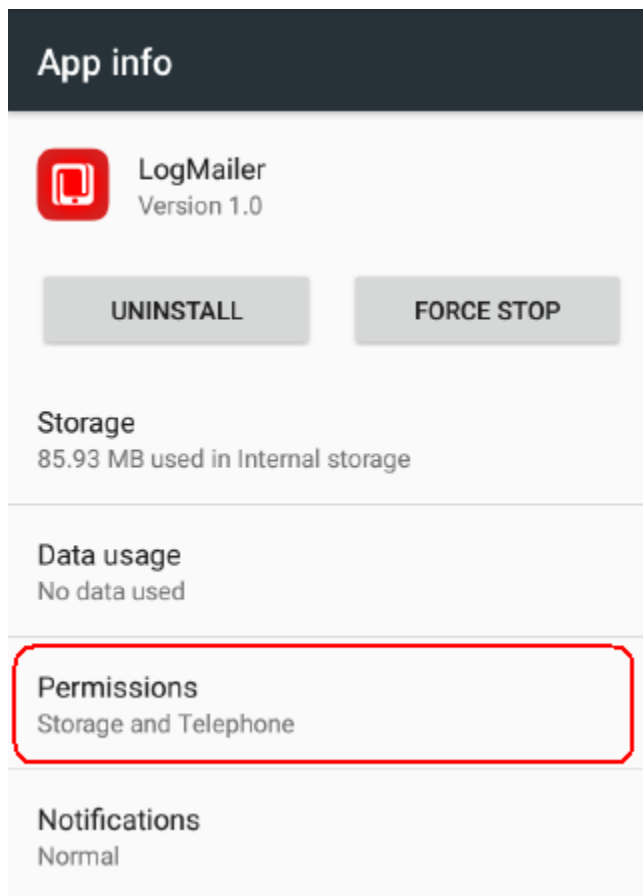 App info
LogMailer
Version 1.0
UNINSTALL
FORCE STOP
Storage
85.93 MB used in Internal storage
Data usage
No data used
Permissions
Storage and Telephone
Notifications
Normal